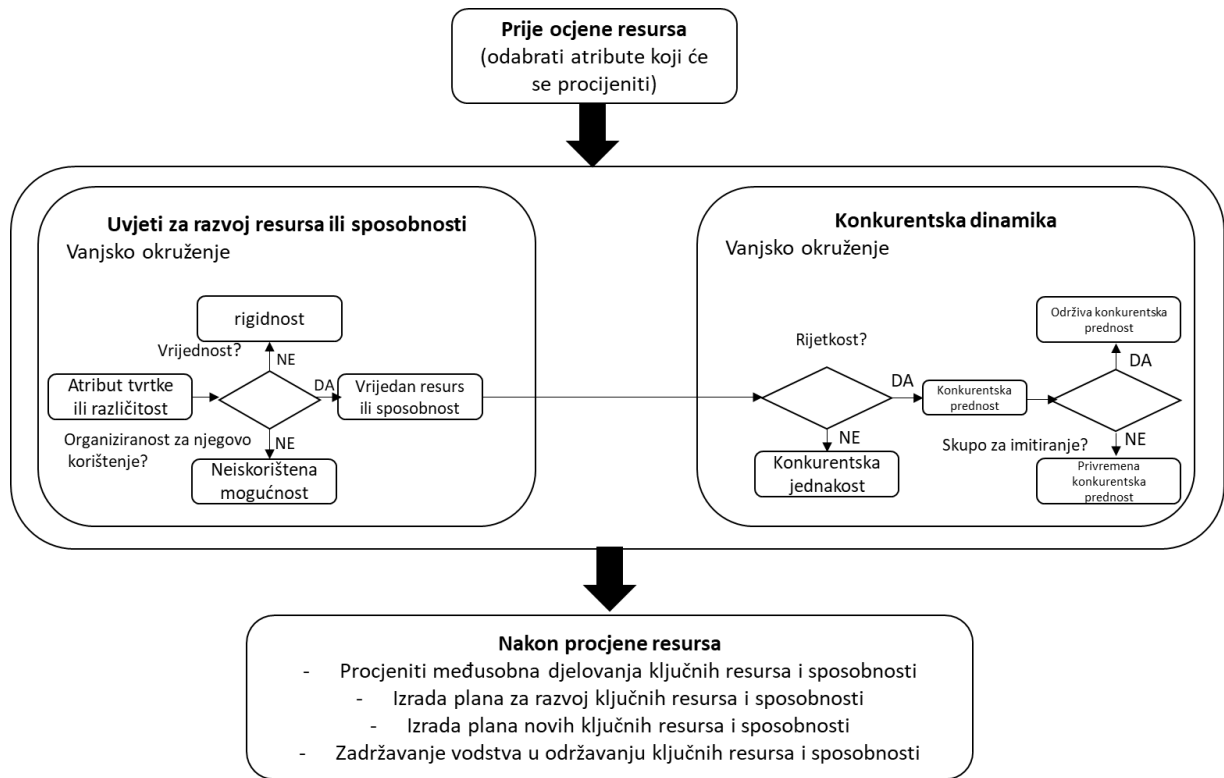 Prije ocjene resursa
(odabrati atribute koji će
se procijeniti)
Uvjeti za razvoj resursa ili sposobnosti
Vanjsko okruženje
rigidnost
Vrijednost?
NE
Atribut tvrtke
ili različitost
DA
Vrijedan resurs
ili sposobnost
Organiziranost za njegovo
korištenje?
NE
Neiskorištena
mogućnost
Konkurentska dinamika
Vanjsko okruženje
Održiva konkurentska
prednost
Rijetkost?
DA
DA
Konkurentska
prednost
NE
Skupo za imitiranje?
NE
Konkurentska
jednakost
Privremena
konkurentska
prednost
Nakon procjene resursa
- Procjeniti međusobna djelovanja ključnih resursa i sposobnosti
- Izrada plana za razvoj ključnih resursa i sposobnosti
- Izrada plana novih ključnih resursa i sposobnosti
- Zadržavanje vodstva u održavanju ključnih resursa i sposobnosti